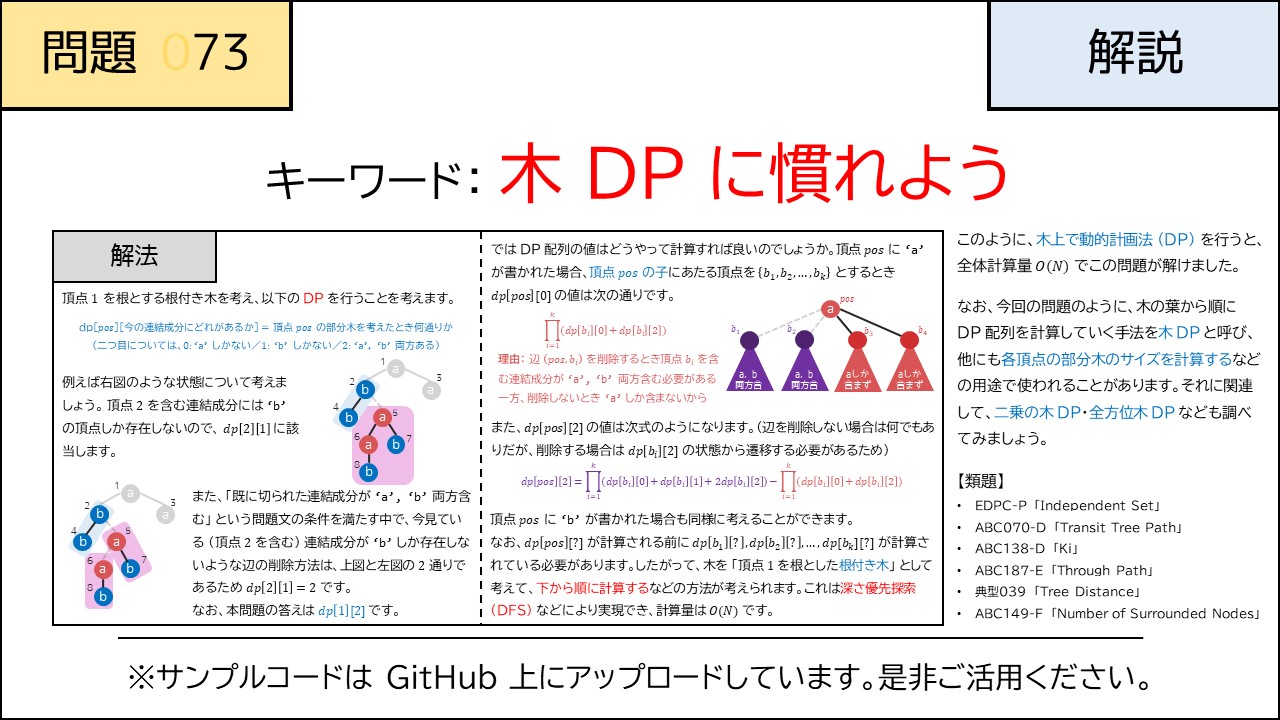 問題 073
解説
キーワード: 木 DP に慣れよう
解法
頂点 1 を根とする根付き木を考え、以下の DP を行うことを考えます。
dp[pos][今の連結成分にどれがあるか] = 頂点 pos の部分木を考えたとき何通りか
(二つ目については、0: ‘a’ しかない／1: ‘b’ しかない／2: ‘a’, ‘b’ 両方ある)
例えば右図のような状態について考えま
しょう。頂点 2 を含む連結成分には ‘b’
の頂点しか存在しないので、dp[2][1] に該
当します。
1
a
2
b
3
a
4
b
5
a
6
a
7
b
8
b
1
a
2
b
3
a
4
b
5
a
6
a
7
b
8
b
また、「既に切られた連結成分が ‘a’, ‘b’ 両方含
む」という問題文の条件を満たす中で、今見てい
る (頂点 2 を含む) 連結成分が ‘b’ しか存在しな
いような辺の削除方法は、上図と左図の 2 通りで
あるため dp[2][1] = 2 です。
なお、本問題の答えは dp[1][2] です。
では DP 配列の値はどうやって計算すれば良いのでしょうか。頂点 pos に ‘a’
が書かれた場合、頂点 pos の子にあたる頂点を {b₁, b₂, …, bₖ} とするとき
dp[pos][0] の値は次の通りです。
∏ᵢ₌₁ᵏ (dp[bᵢ][0] + dp[bᵢ][2])
理由: 辺 (pos, bᵢ) を削除するとき頂点 bᵢ を含
む連結成分が ‘a’, ‘b’ 両方含む必要がある
一方、削除しないとき ‘a’ しか含まないから
pos
a
b₁
b₂
b₃
b₄
a, b
両方含
a, b
両方含
aしか
含まず
aしか
含まず
また、dp[pos][2] の値は次式のようになります。(辺を削除しない場合は何でもあ
りだが、削除する場合は dp[bᵢ][2] の状態から遷移する必要があるため)
dp[pos][2] = ∏ᵢ₌₁ᵏ (dp[bᵢ][0] + dp[bᵢ][1] + 2dp[bᵢ][2]) − ∏ᵢ₌₁ᵏ (dp[bᵢ][0] + dp[bᵢ][2])
頂点 pos に ‘b’ が書かれた場合も同様に考えることができます。
なお、dp[pos][?] が計算される前に dp[b₁][?], dp[b₂][?], …, dp[bₖ][?] が計算さ
れている必要があります。したがって、木を「頂点 1 を根とした根付き木」として
考えて、下から順に計算するなどの方法が考えられます。これは深さ優先探索
(DFS) などにより実現でき、計算量は O(N) です。
このように、木上で動的計画法 (DP) を行うと、
全体計算量 O(N) でこの問題が解けました。
なお、今回の問題のように、木の葉から順に
DP 配列を計算していく手法を木 DP と呼び、
他にも各頂点の部分木のサイズを計算するなど
の用途で使われることがあります。それに関連
して、二乗の木 DP・全方位木 DP なども調べ
てみましょう。
【類題】
• EDPC-P 「Independent Set」
• ABC070-D 「Transit Tree Path」
• ABC138-D 「Ki」
• ABC187-E 「Through Path」
• 典型039 「Tree Distance」
• ABC149-F 「Number of Surrounded Nodes」
※サンプルコードは GitHub 上にアップロードしています。是非ご活用ください。